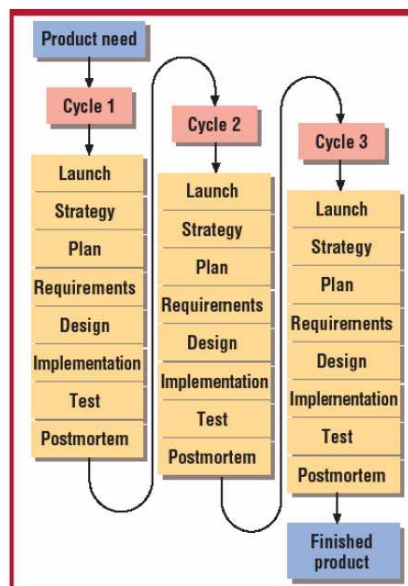 Product need
Cycle 1
Launch
Strategy
Plan
Requirements
Design
Implementation
Test
Postmortem
Cycle 2
Launch
Strategy
Plan
Requirements
Design
Implementation
Test
Postmortem
Cycle 3
Launch
Strategy
Plan
Requirements
Design
Implementation
Test
Postmortem
Finished
product